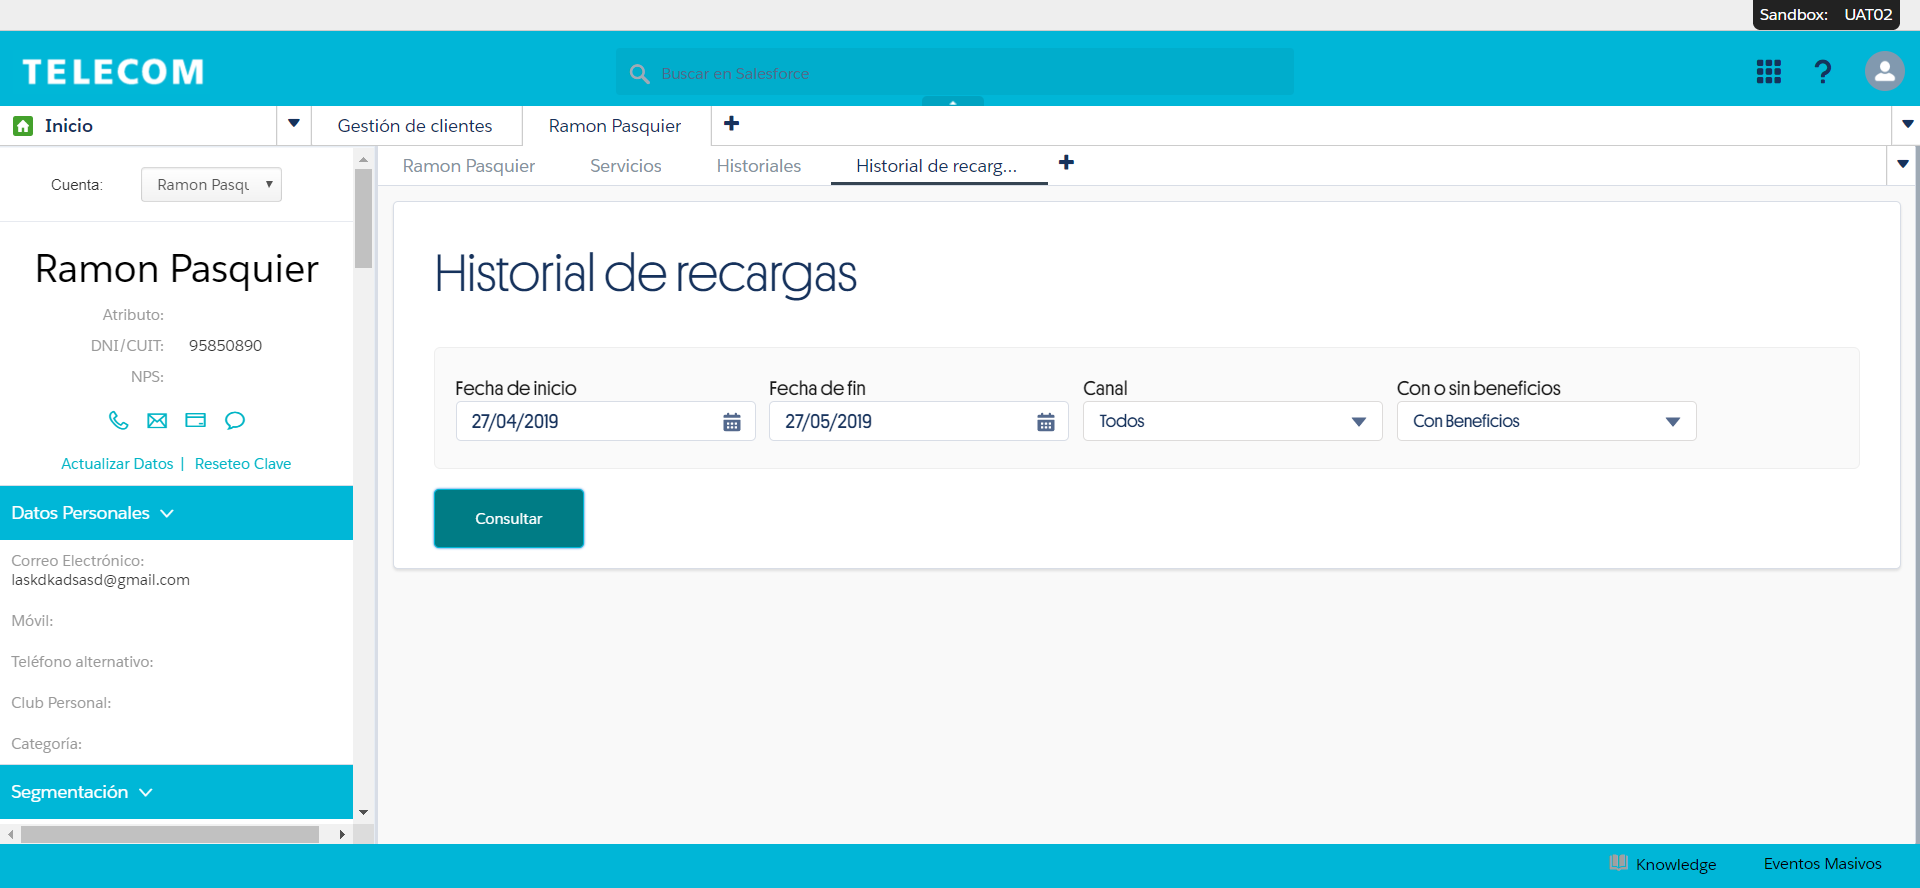 Sandbox: UAT02
TELECOM
Buscar en Salesforce
Inicio
Gestión de clientes
Ramon Pasquier
Cuenta:
Ramon Pasqu
Ramon Pasquier
Servicios
Historiales
Historial de recarg...
Ramon Pasquier
Atributo:
DNI/CUIT: 95850890
NPS:
Actualizar Datos | Reseteo Clave
Datos Personales
Correo Electrónico:
laskdkadsasd@gmail.com
Móvil:
Teléfono alternativo:
Club Personal:
Categoría:
Segmentación
Historial de recargas
Fecha de inicio
27/04/2019
Fecha de fin
27/05/2019
Canal
Todos
Con o sin beneficios
Con Beneficios
Consultar
Knowledge
Eventos Masivos